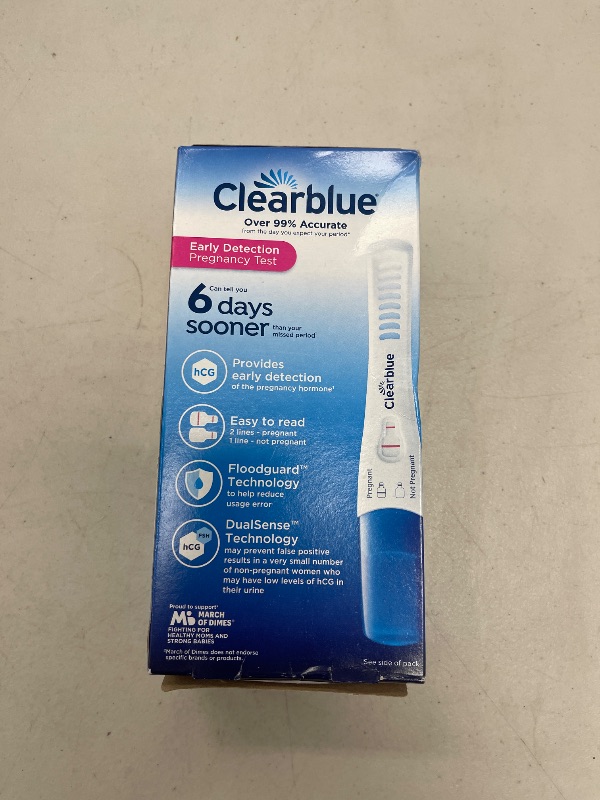 Clearblue
Over 99% Accurate
from the day you expect your period*
Early Detection
Pregnancy Test
Can tell you
6 days
sooner
than your
missed period
hCG
Provides
early detection
of the pregnancy hormone†
Easy to read
2 lines - pregnant
1 line - not pregnant
Floodguard™
Technology
to help reduce
usage error
FSH
hCG
DualSense™
Technology
may prevent false positive
results in a very small number
of non-pregnant women who
may have low levels of hCG in
their urine
Clearblue
Pregnant
Not Pregnant
Proud to support‡
MARCH
OF DIMES®
FIGHTING FOR
HEALTHY MOMS AND
STRONG BABIES
‡March of Dimes does not endorse
specific brands or products.
See side of pack